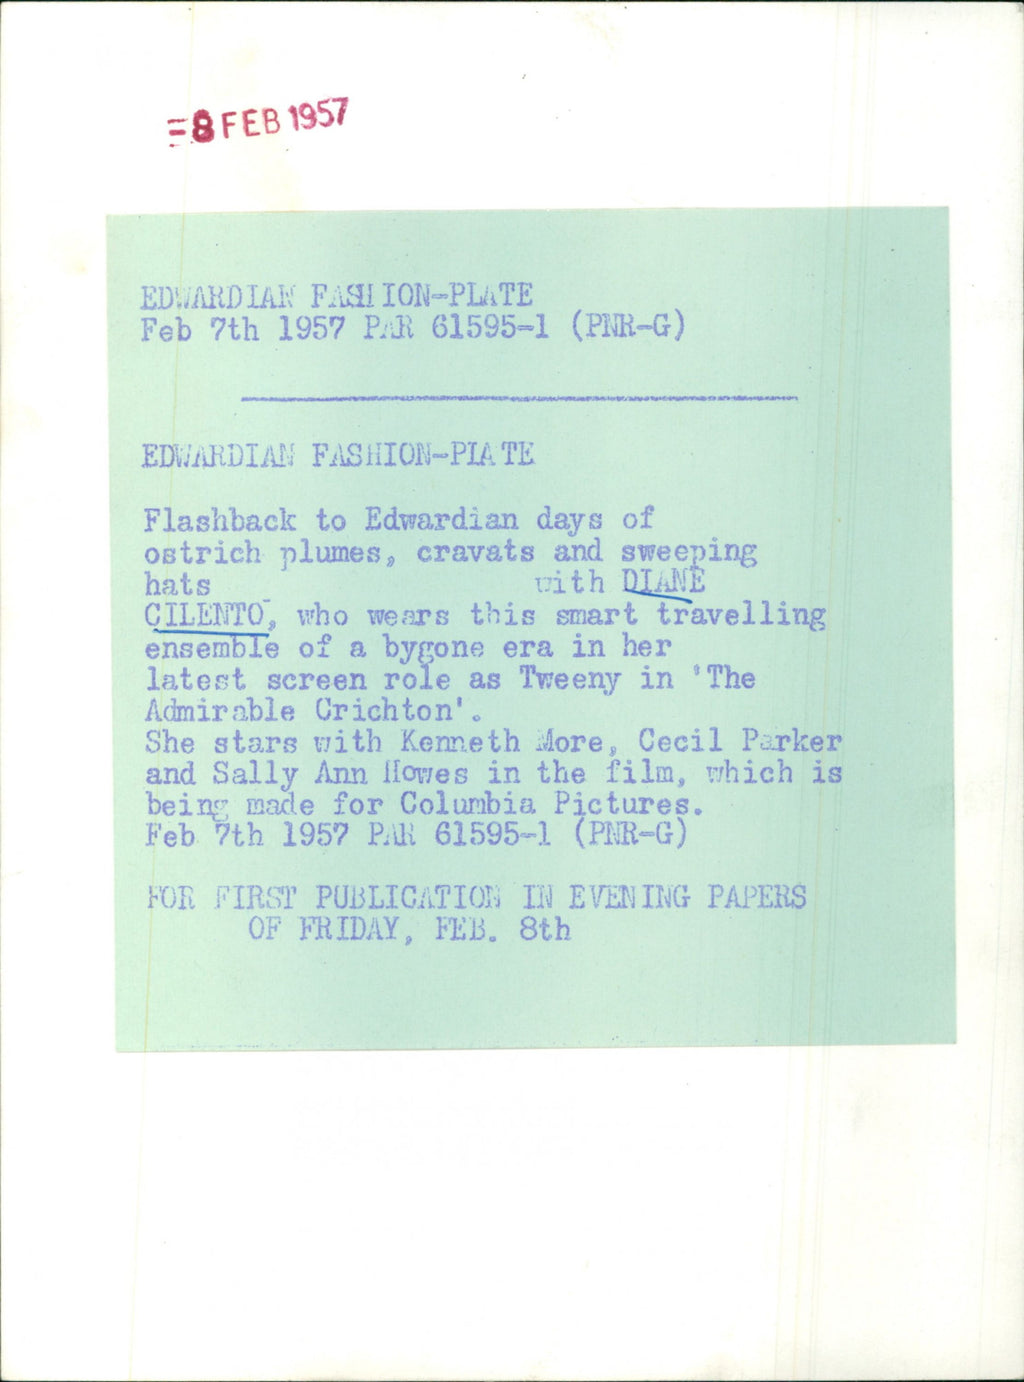 =8 FEB 1957
EDWARDIAN FASHION-PLATE
Feb 7th 1957 PAR 61595-1 (PNR-G)
EDWARDIAN FASHION-PLATE
Flashback to Edwardian days of
ostrich plumes, cravats and sweeping
hats with DIANE
CILENTO, who wears this smart travelling
ensemble of a bygone era in her
latest screen role as Tweeny in 'The
Admirable Crichton'.
She stars with Kenneth More, Cecil Parker
and Sally Ann Howes in the film, which is
being made for Columbia Pictures.
Feb 7th 1957 PAR 61595-1 (PNR-G)
FOR FIRST PUBLICATION IN EVENING PAPERS
OF FRIDAY, FEB. 8th